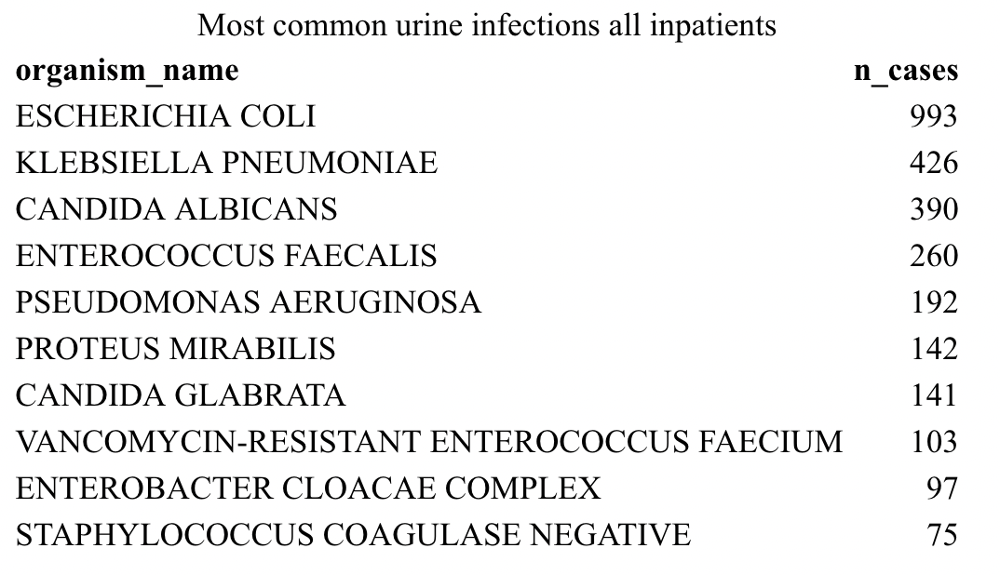 Most common urine infections all inpatients
organism_name n_cases
ESCHERICHIA COLI 993
KLEBSIELLA PNEUMONIAE 426
CANDIDA ALBICANS 390
ENTEROCOCCUS FAECALIS 260
PSEUDOMONAS AERUGINOSA 192
PROTEUS MIRABILIS 142
CANDIDA GLABRATA 141
VANCOMYCIN-RESISTANT ENTEROCOCCUS FAECIUM 103
ENTEROBACTER CLOACAE COMPLEX 97
STAPHYLOCOCCUS COAGULASE NEGATIVE 75